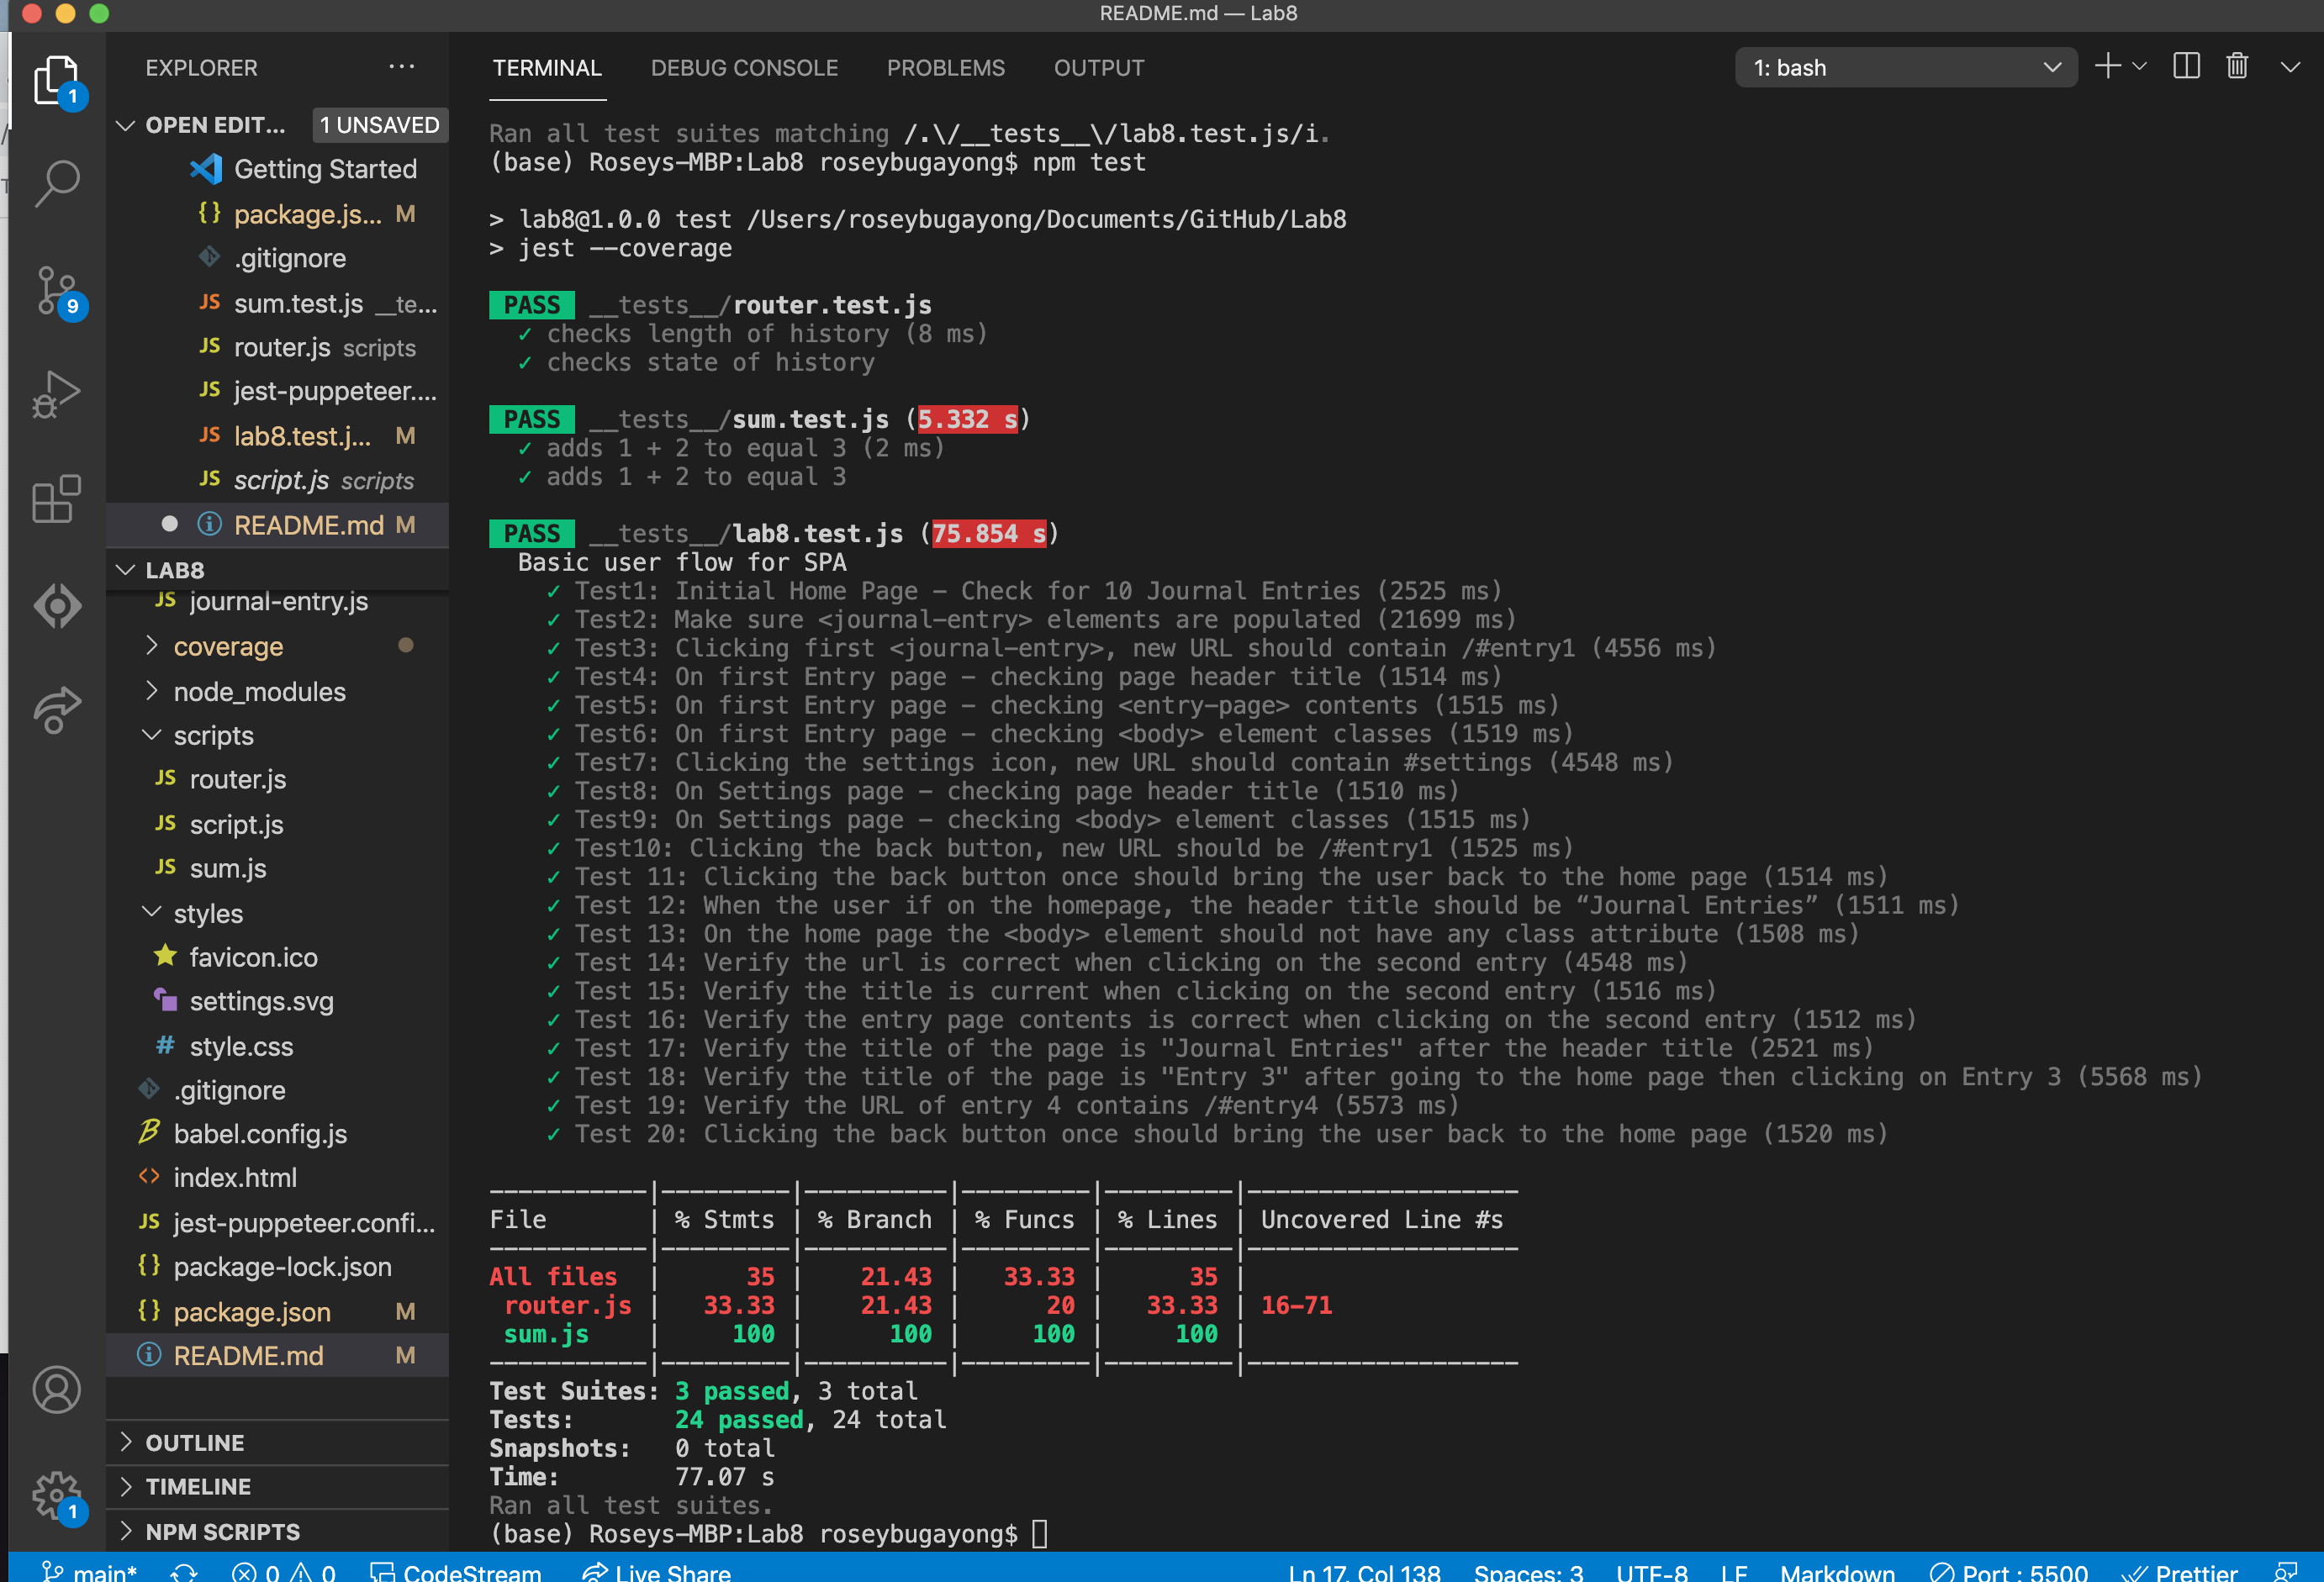 README.md — Lab8
EXPLORER
OPEN EDIT... 1 UNSAVED
Getting Started
package.js... M
.gitignore
JS sum.test.js __te...
JS router.js scripts
JS jest-puppeteer....
JS lab8.test.j... M
JS script.js scripts
README.md M
LAB8
JS journal-entry.js
coverage
node_modules
scripts
JS router.js
JS script.js
JS sum.js
styles
favicon.ico
settings.svg
# style.css
.gitignore
babel.config.js
<> index.html
JS jest-puppeteer.confi...
{} package-lock.json
{} package.json M
README.md M
OUTLINE
TIMELINE
NPM SCRIPTS
1
9
1
TERMINAL DEBUG CONSOLE PROBLEMS OUTPUT 1: bash
Ran all test suites matching /.\/__tests__\/lab8.test.js/i.
(base) Roseys-MBP:Lab8 roseybugayong$ npm test
> lab8@1.0.0 test /Users/roseybugayong/Documents/GitHub/Lab8
> jest --coverage
PASS __tests__/router.test.js
✓ checks length of history (8 ms)
✓ checks state of history
PASS __tests__/sum.test.js (5.332 s)
✓ adds 1 + 2 to equal 3 (2 ms)
✓ adds 1 + 2 to equal 3
PASS __tests__/lab8.test.js (75.854 s)
Basic user flow for SPA
✓ Test1: Initial Home Page - Check for 10 Journal Entries (2525 ms)
✓ Test2: Make sure <journal-entry> elements are populated (21699 ms)
✓ Test3: Clicking first <journal-entry>, new URL should contain /#entry1 (4556 ms)
✓ Test4: On first Entry page - checking page header title (1514 ms)
✓ Test5: On first Entry page - checking <entry-page> contents (1515 ms)
✓ Test6: On first Entry page - checking <body> element classes (1519 ms)
✓ Test7: Clicking the settings icon, new URL should contain #settings (4548 ms)
✓ Test8: On Settings page - checking page header title (1510 ms)
✓ Test9: On Settings page - checking <body> element classes (1515 ms)
✓ Test10: Clicking the back button, new URL should be /#entry1 (1525 ms)
✓ Test 11: Clicking the back button once should bring the user back to the home page (1514 ms)
✓ Test 12: When the user if on the homepage, the header title should be “Journal Entries” (1511 ms)
✓ Test 13: On the home page the <body> element should not have any class attribute (1508 ms)
✓ Test 14: Verify the url is correct when clicking on the second entry (4548 ms)
✓ Test 15: Verify the title is current when clicking on the second entry (1516 ms)
✓ Test 16: Verify the entry page contents is correct when clicking on the second entry (1512 ms)
✓ Test 17: Verify the title of the page is "Journal Entries" after the header title (2521 ms)
✓ Test 18: Verify the title of the page is "Entry 3" after going to the home page then clicking on Entry 3 (5568 ms)
✓ Test 19: Verify the URL of entry 4 contains /#entry4 (5573 ms)
✓ Test 20: Clicking the back button once should bring the user back to the home page (1520 ms)
-----------|---------|----------|---------|---------|-------------------
File | % Stmts | % Branch | % Funcs | % Lines | Uncovered Line #s
-----------|---------|----------|---------|---------|-------------------
All files | 35 | 21.43 | 33.33 | 35 |
router.js | 33.33 | 21.43 | 20 | 33.33 | 16-71
sum.js | 100 | 100 | 100 | 100 |
-----------|---------|----------|---------|---------|-------------------
Test Suites: 3 passed, 3 total
Tests: 24 passed, 24 total
Snapshots: 0 total
Time: 77.07 s
Ran all test suites.
(base) Roseys-MBP:Lab8 roseybugayong$
main* 0 0 CodeStream Live Share Ln 17, Col 138 Spaces: 3 UTF-8 LF Markdown Port : 5500 Prettier